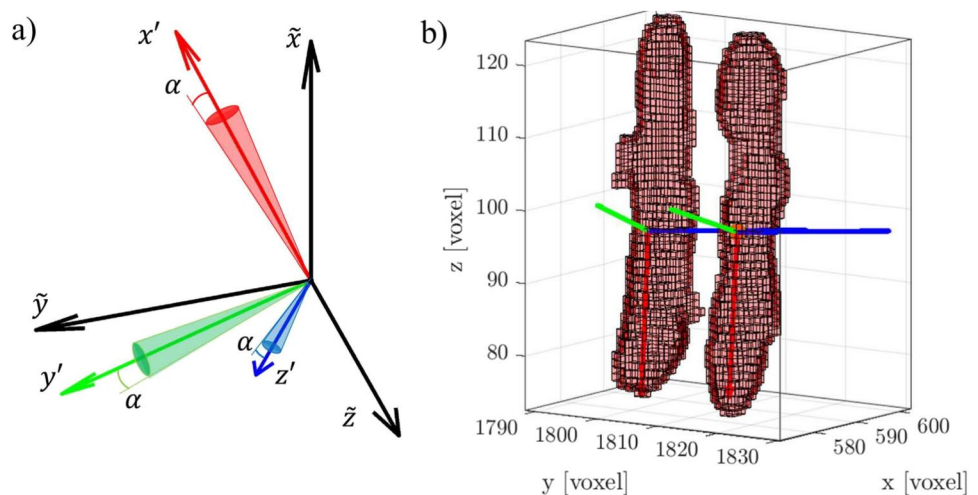 a)
x′
α
x̃
ỹ
y′
α
α
z′
z̃
b)
120
110
100
90
80
z [voxel]
1790
1800
1810
1820
1830
y [voxel]
580
590
600
x [voxel]